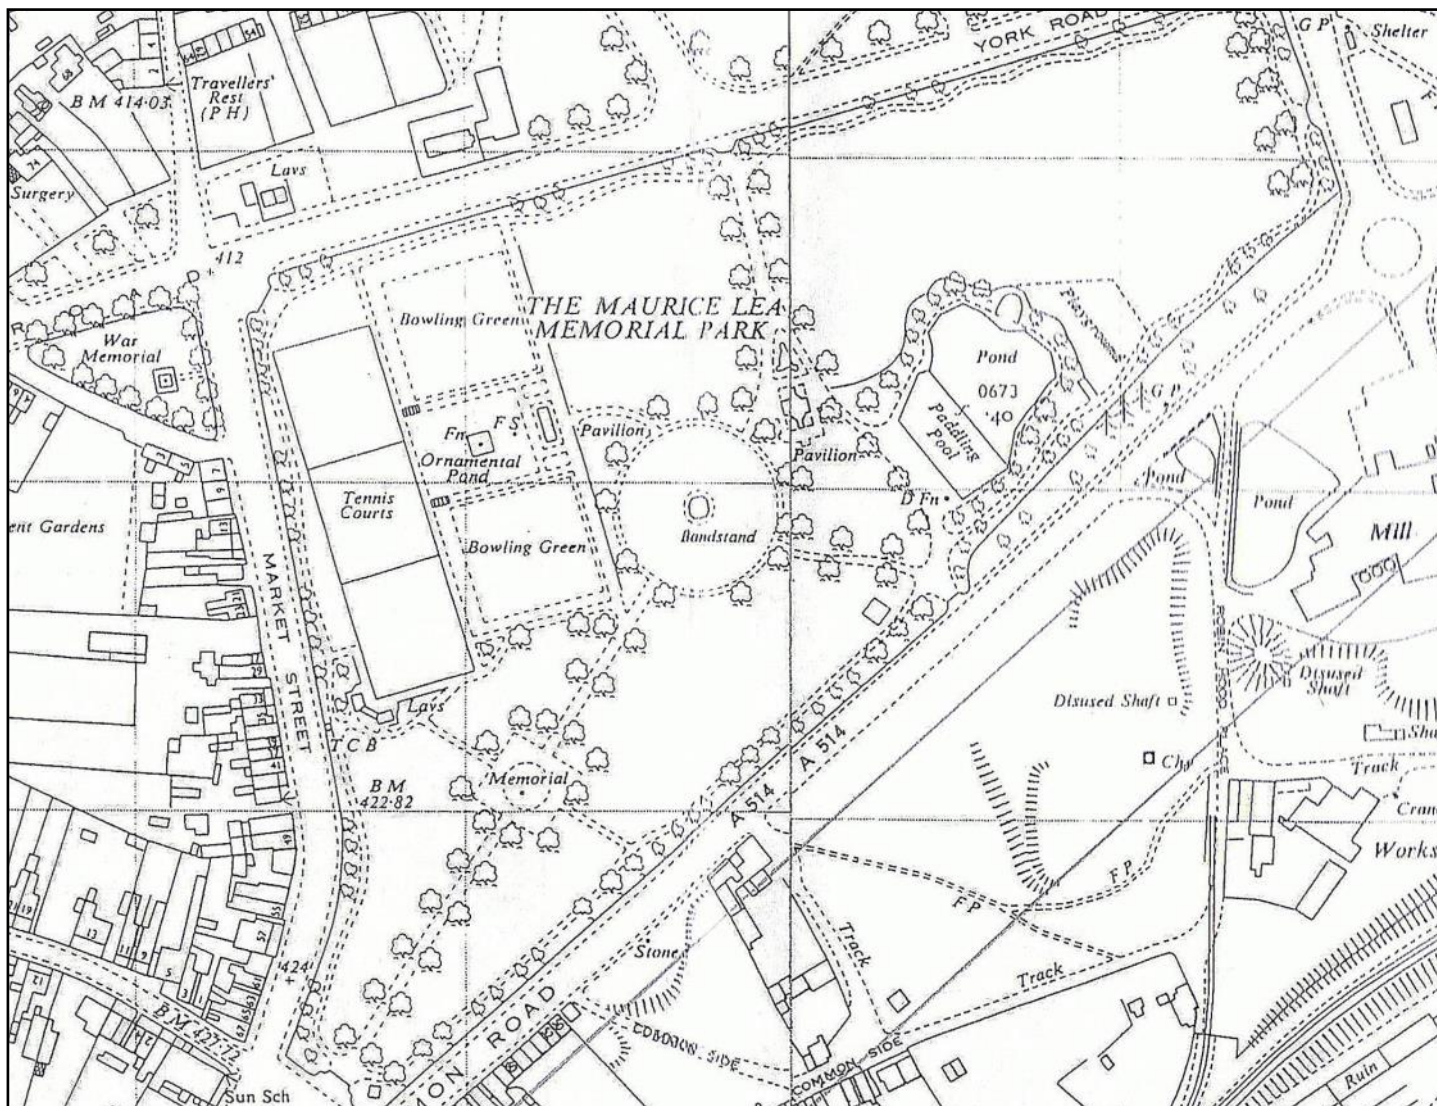 YORK ROAD
G P
Shelter
Travellers'
Rest
(P H)
B M 414·03
Surgery
Lavs
412
THE MAURICE LEA
MEMORIAL PARK
Bowling Green
War
Memorial
Playground
Pond
0673
·40
Paddling
Pool
G P
Fn
F S
Pavilion
Ornamental
Pond
Pavilion
Tennis
Courts
D Fn
Pond
Pond
Mill
ent Gardens
Bandstand
Bowling Green
MARKET STREET
Disused Shaft
Disused
Shaft
Lavs
T C B
A 514
Memorial
B M
422·82
A 514
Track
Works
F P
F P
Stone
Track
Track
424
B M 427·72
COMMON SIDE
COMMON SIDE
MON ROAD
Sun Sch
Ruin